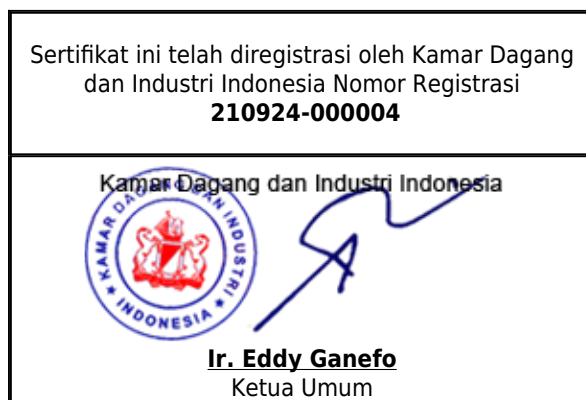 Sertifikat ini telah diregistrasi oleh Kamar Dagang
dan Industri Indonesia Nomor Registrasi
210924-000004
Kamar Dagang dan Industri Indonesia
KAMAR DAGANG DAN INDUSTRI
INDONESIA
Ir. Eddy Ganefo
Ketua Umum